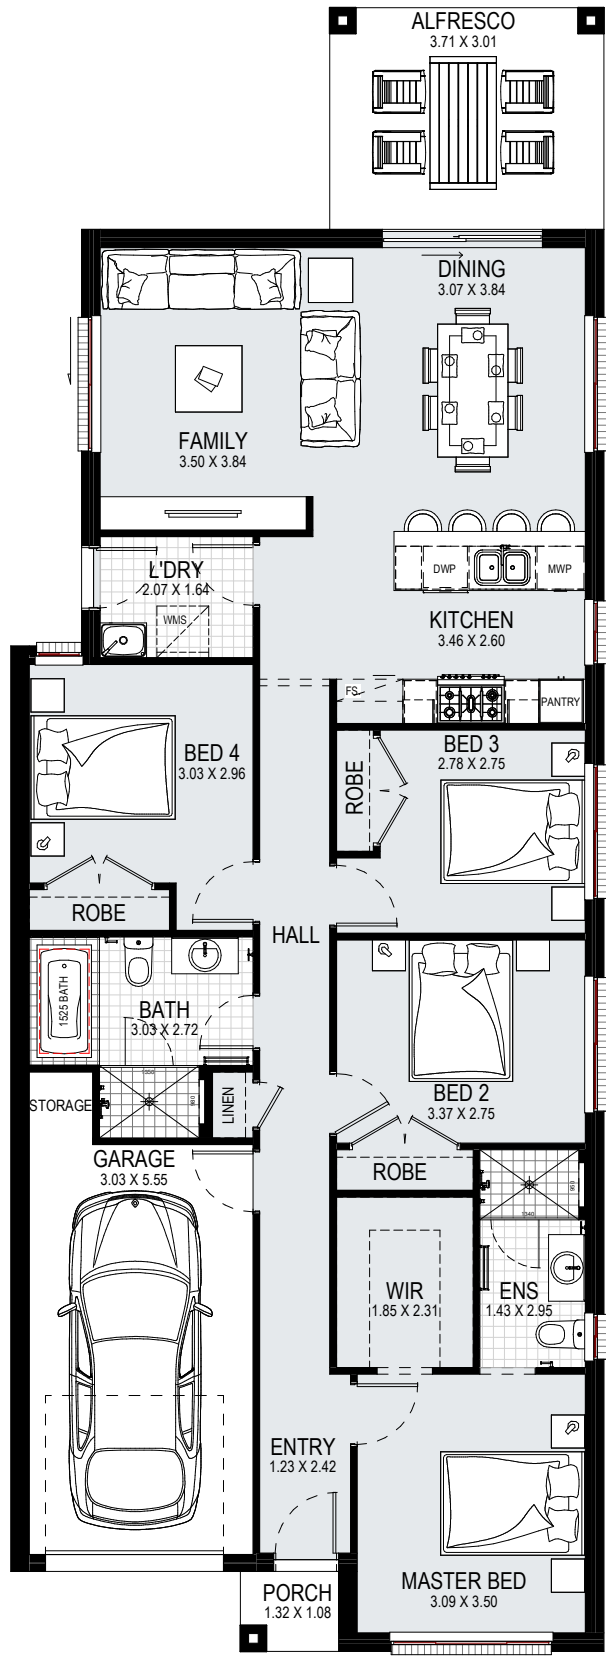 ALFRESCO
3.71 X 3.01
DINING
3.07 X 3.84
FAMILY
3.50 X 3.84
L'DRY
2.07 X 1.64
WMS
DWP
MWP
KITCHEN
3.46 X 2.60
FS
PANTRY
BED 4
3.03 X 2.96
ROBE
BED 3
2.78 X 2.75
ROBE
HALL
1525 BATH
BATH
3.03 X 2.72
BED 2
3.37 X 2.75
STORAGE
1350
900
LINEN
GARAGE
3.03 X 5.55
ROBE
950
1340
WIR
1.85 X 2.31
ENS
1.43 X 2.95
ENTRY
1.23 X 2.42
MASTER BED
3.09 X 3.50
PORCH
1.32 X 1.08